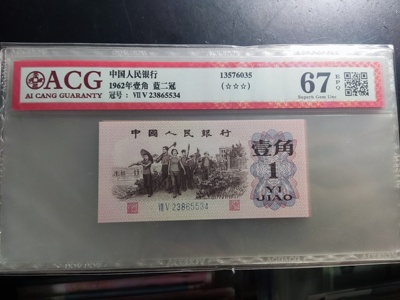 ACG
AI CANG GUARANTY
中国人民银行
1962年壹角 蓝二冠
冠号：VII V 23865534
13576035
(☆☆☆)
67 EPQ
Superb Gem Unc
中国人民银行
壹角
1
YI JIAO
VII V 23865534